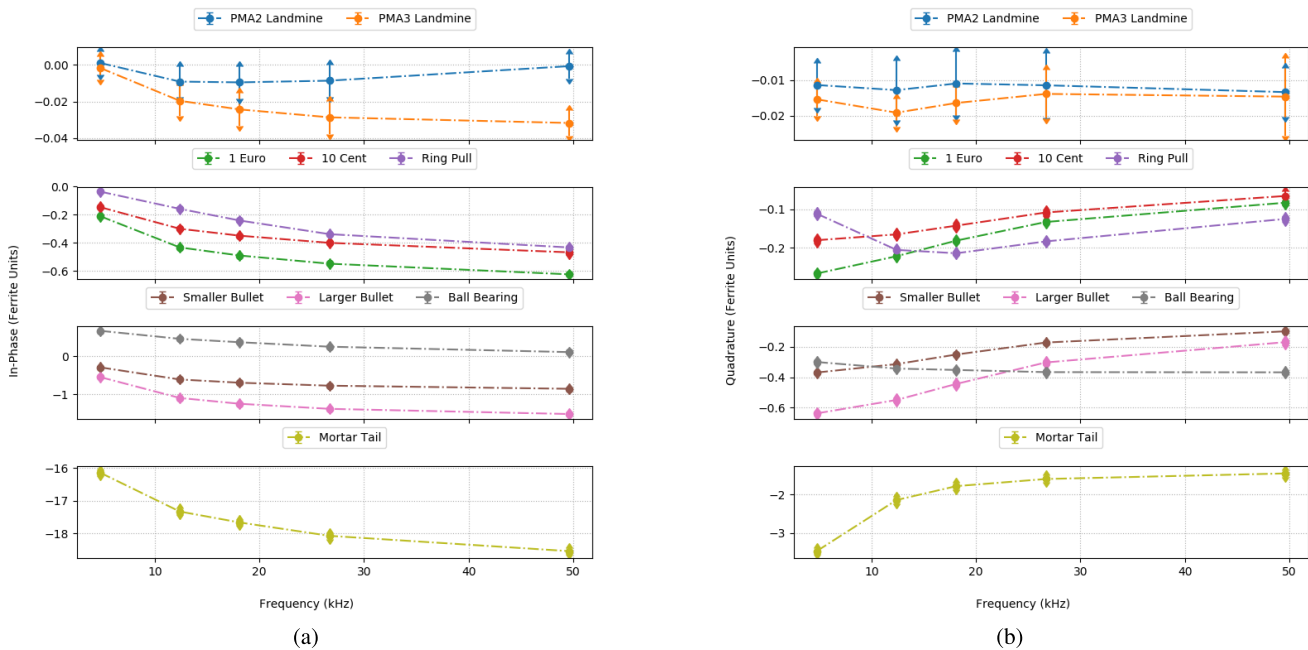 PMA2 Landmine PMA3 Landmine
0.00
−0.02
−0.04
1 Euro 10 Cent Ring Pull
0.0
−0.2
−0.4
−0.6
Smaller Bullet Larger Bullet Ball Bearing
0
−1
Mortar Tail
−16
−17
−18
10 20 30 40 50
In-Phase (Ferrite Units)
Frequency (kHz)
(a)
PMA2 Landmine PMA3 Landmine
−0.01
−0.02
1 Euro 10 Cent Ring Pull
−0.1
−0.2
Smaller Bullet Larger Bullet Ball Bearing
−0.2
−0.4
−0.6
Mortar Tail
−2
−3
10 20 30 40 50
Quadrature (Ferrite Units)
Frequency (kHz)
(b)